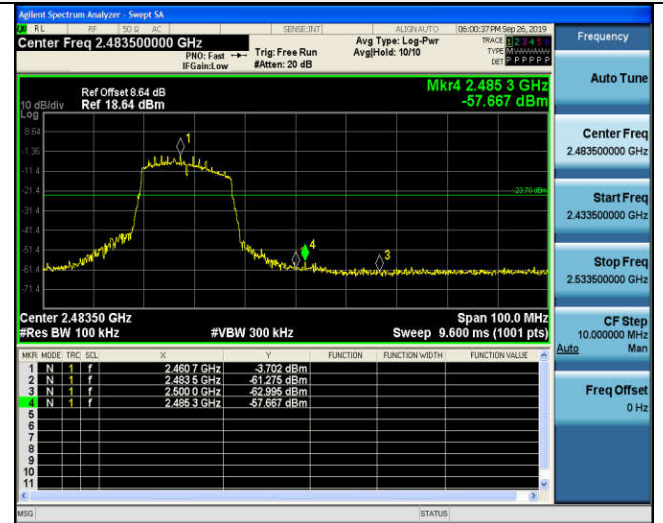 Agilent Spectrum Analyzer - Swept SA
RL RF 50 Ω AC SENSE:INT ALIGN AUTO 06:00:37 PM Sep 26, 2019
Center Freq 2.483500000 GHz
PNO: Fast
IFGain:Low
Trig: Free Run
#Atten: 20 dB
Avg Type: Log-Pwr
Avg|Hold: 10/10
TRACE 1 2 3 4 5 6
TYPE M
DET P P P P P P
Frequency
Auto Tune
Center Freq
2.483500000 GHz
Start Freq
2.433500000 GHz
Stop Freq
2.533500000 GHz
CF Step
10.000000 MHz
Auto Man
Freq Offset
0 Hz
Mkr4 2.485 3 GHz
-57.667 dBm
Ref Offset 8.64 dB
10 dB/div Ref 18.64 dBm
Log
8.64
-1.36
-11.4
-21.4
-31.4
-41.4
-51.4
-61.4
-71.4
1
4
3
-23.70 dBm
Center 2.48350 GHz Span 100.0 MHz
#Res BW 100 kHz #VBW 300 kHz Sweep 9.600 ms (1001 pts)
MKR MODE TRC SCL X Y FUNCTION FUNCTION WIDTH FUNCTION VALUE
1 N 1 f 2.460 7 GHz -3.702 dBm
2 N 1 f 2.483 5 GHz -61.275 dBm
3 N 1 f 2.500 0 GHz -62.995 dBm
4 N 1 f 2.485 3 GHz -57.667 dBm
5
6
7
8
9
10
11
MSG STATUS